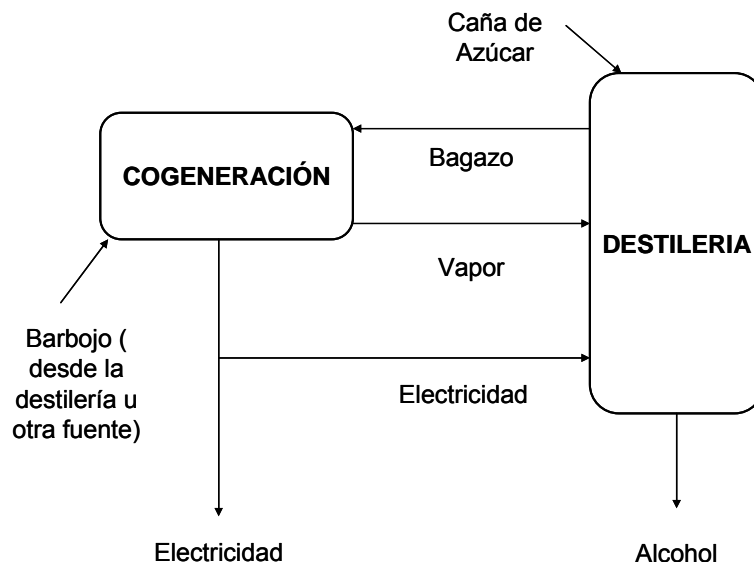 Caña de
Azúcar
Bagazo
COGENERACIÓN
DESTILERIA
Vapor
Barbojo (
desde la
destilería u
otra fuente)
Electricidad
Electricidad
Alcohol